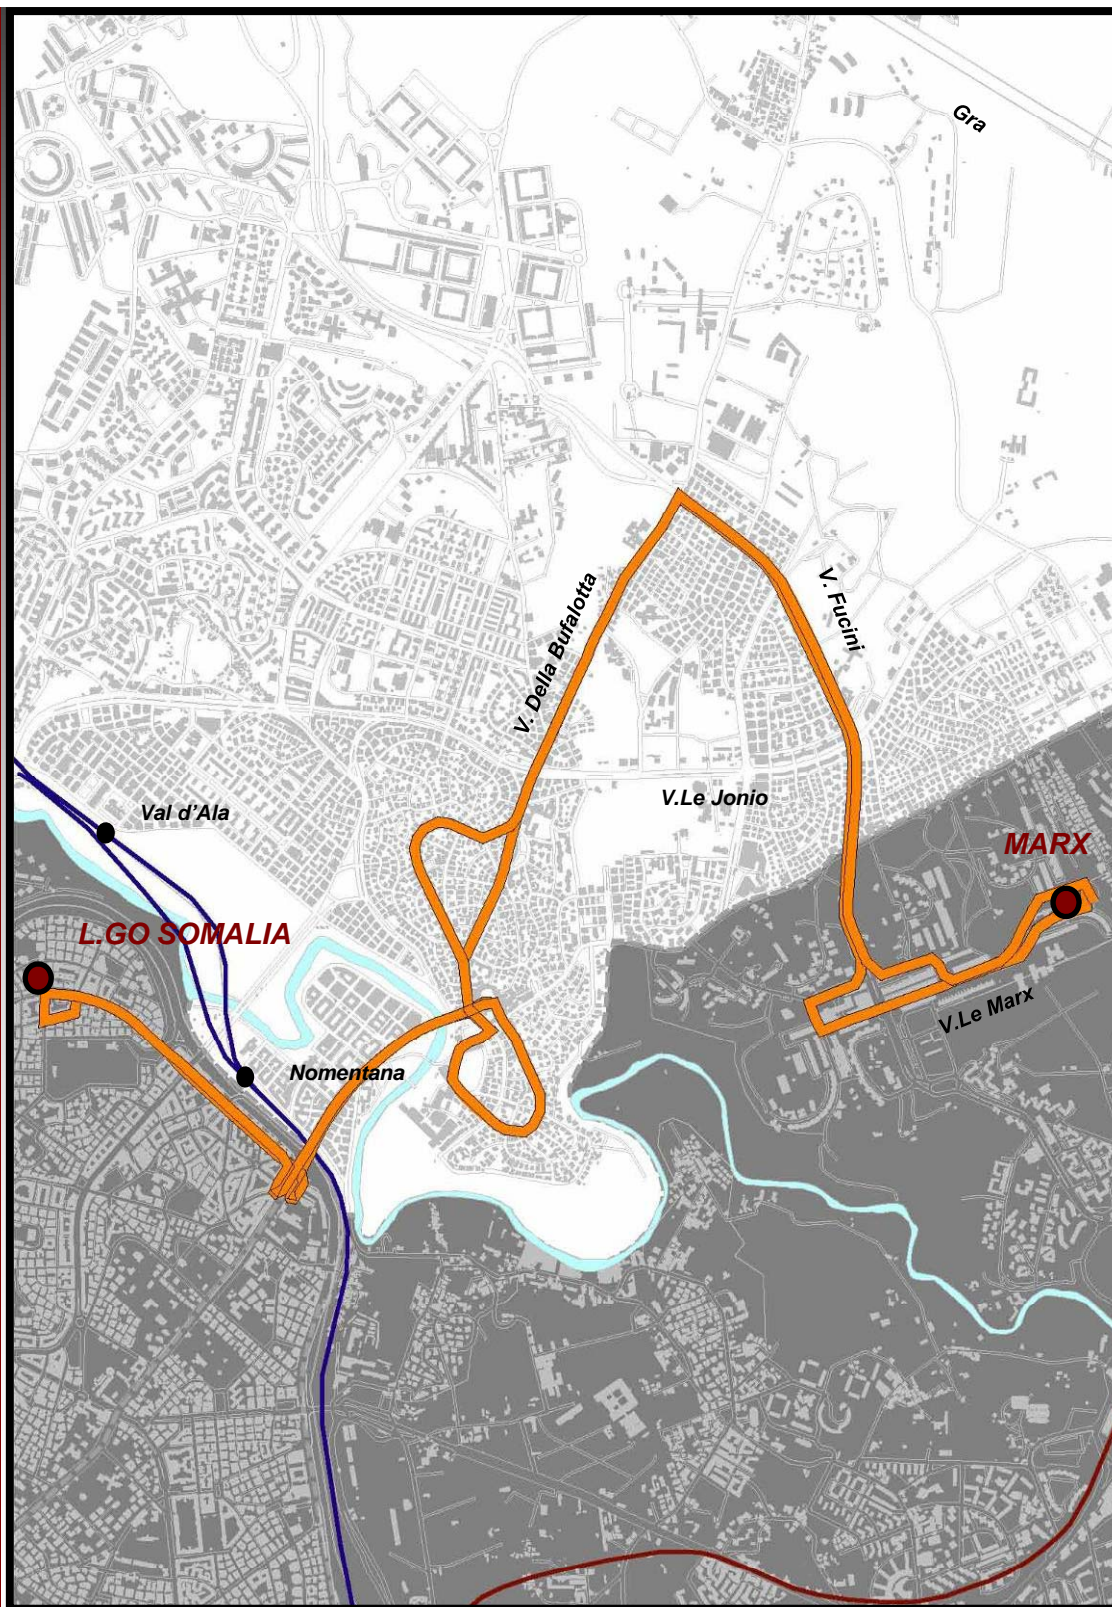 Gra
V. Della Bufalotta
V. Fucini
V.Le Jonio
Val d'Ala
MARX
L.GO SOMALIA
V.Le Marx
Nomentana